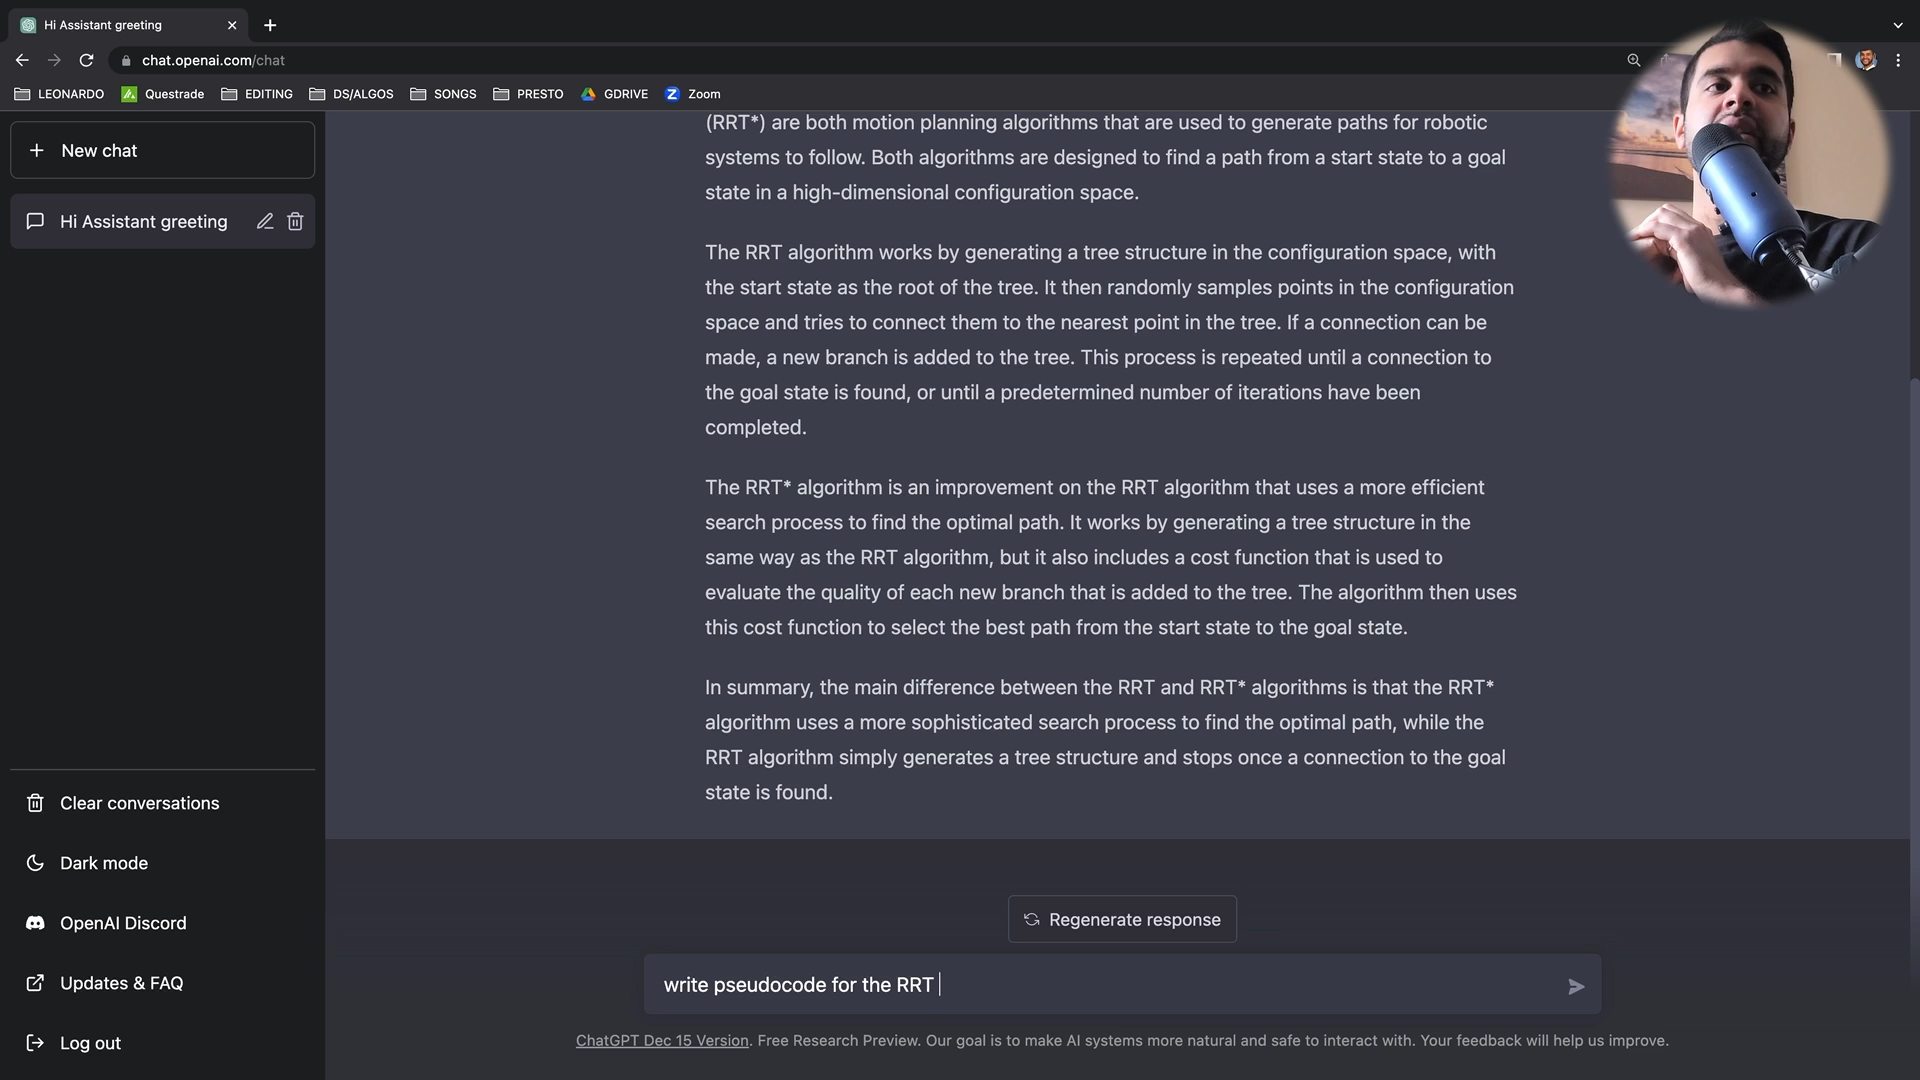 Hi Assistant greeting
chat.openai.com/chat
LEONARDO
Questrade
EDITING
DS/ALGOS
SONGS
PRESTO
GDRIVE
Z Zoom
New chat
Hi Assistant greeting
(RRT*) are both motion planning algorithms that are used to generate paths for robotic
systems to follow. Both algorithms are designed to find a path from a start state to a goal
state in a high-dimensional configuration space.
The RRT algorithm works by generating a tree structure in the configuration space, with
the start state as the root of the tree. It then randomly samples points in the configuration
space and tries to connect them to the nearest point in the tree. If a connection can be
made, a new branch is added to the tree. This process is repeated until a connection to
the goal state is found, or until a predetermined number of iterations have been
completed.
The RRT* algorithm is an improvement on the RRT algorithm that uses a more efficient
search process to find the optimal path. It works by generating a tree structure in the
same way as the RRT algorithm, but it also includes a cost function that is used to
evaluate the quality of each new branch that is added to the tree. The algorithm then uses
this cost function to select the best path from the start state to the goal state.
In summary, the main difference between the RRT and RRT* algorithms is that the RRT*
algorithm uses a more sophisticated search process to find the optimal path, while the
RRT algorithm simply generates a tree structure and stops once a connection to the goal
state is found.
Clear conversations
Dark mode
OpenAI Discord
Updates & FAQ
Log out
Regenerate response
write pseudocode for the RRT
ChatGPT Dec 15 Version. Free Research Preview. Our goal is to make AI systems more natural and safe to interact with. Your feedback will help us improve.